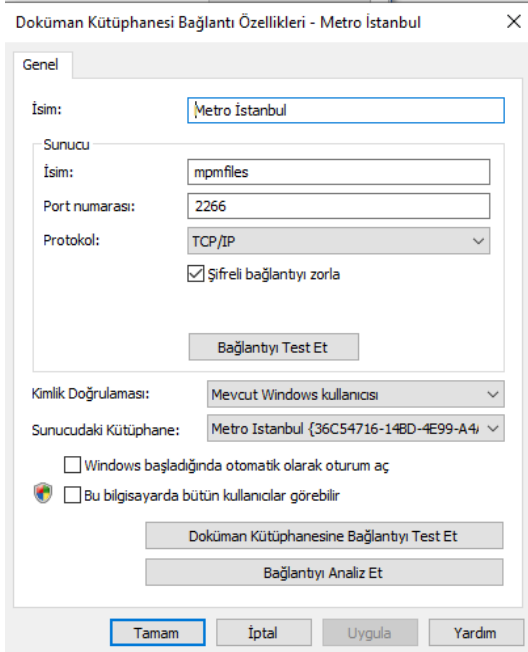 Doküman Kütüphanesi Bağlantı Özellikleri - Metro İstanbul
Genel
İsim: Metro İstanbul
Sunucu
İsim: mpmfiles
Port numarası: 2266
Protokol: TCP/IP
Şifreli bağlantıyı zorla
Bağlantıyı Test Et
Kimlik Doğrulaması: Mevcut Windows kullanıcısı
Sunucudaki Kütüphane: Metro Istanbul {36C54716-14BD-4E99-A4
Windows başladığında otomatik olarak oturum aç
Bu bilgisayarda bütün kullanıcılar görebilir
Doküman Kütüphanesine Bağlantıyı Test Et
Bağlantıyı Analiz Et
Tamam İptal Uygula Yardım